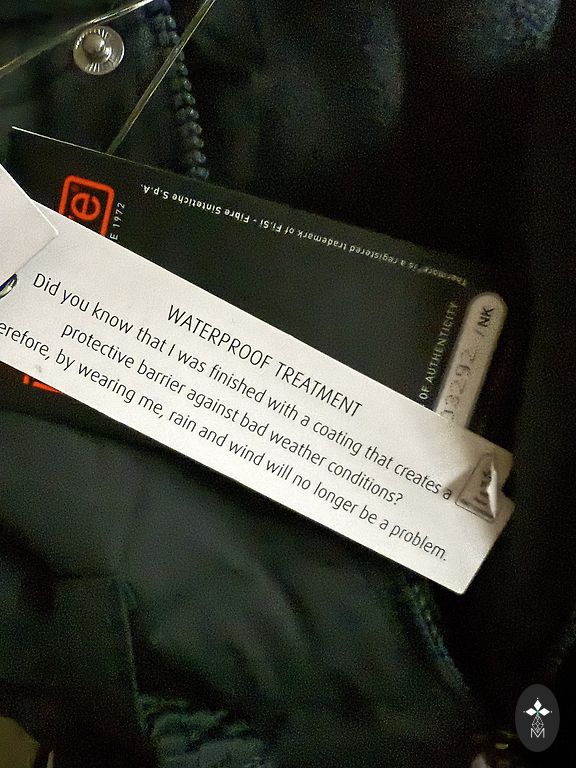 WATERPROOF TREATMENT
Did you know that I was finished with a coating that creates a
protective barrier against bad weather conditions?
erefore, by wearing me, rain and wind will no longer be a problem.
Thermore® is a registered trademark of Fi.Si - Fibre Sintetiche S.p.A.
E 1972
OF AUTHENTICITY
/NK
M